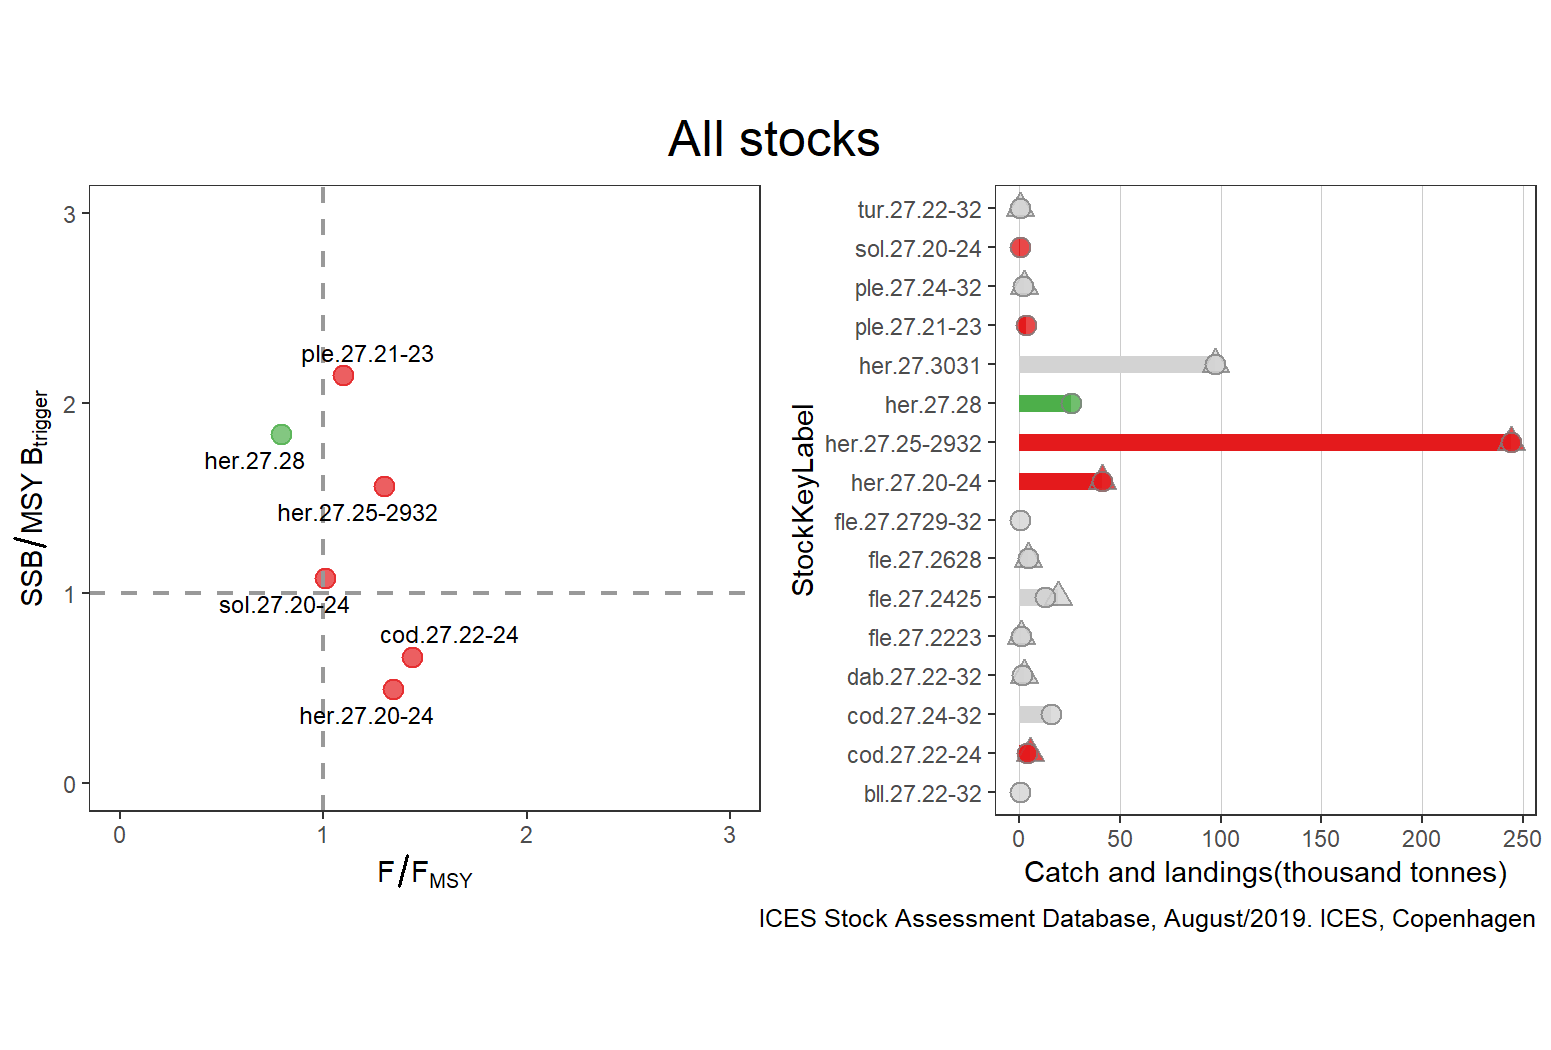 All stocks
SSB/MSY Btrigger
3
2
1
0
ple.27.21-23
her.27.28
her.27.25-2932
sol.27.20-24
cod.27.22-24
her.27.20-24
0 1 2 3
F/FMSY
StockKeyLabel
tur.27.22-32
sol.27.20-24
ple.27.24-32
ple.27.21-23
her.27.3031
her.27.28
her.27.25-2932
her.27.20-24
fle.27.2729-32
fle.27.2628
fle.27.2425
fle.27.2223
dab.27.22-32
cod.27.24-32
cod.27.22-24
bll.27.22-32
0 50 100 150 200 250
Catch and landings(thousand tonnes)
ICES Stock Assessment Database, August/2019. ICES, Copenhagen